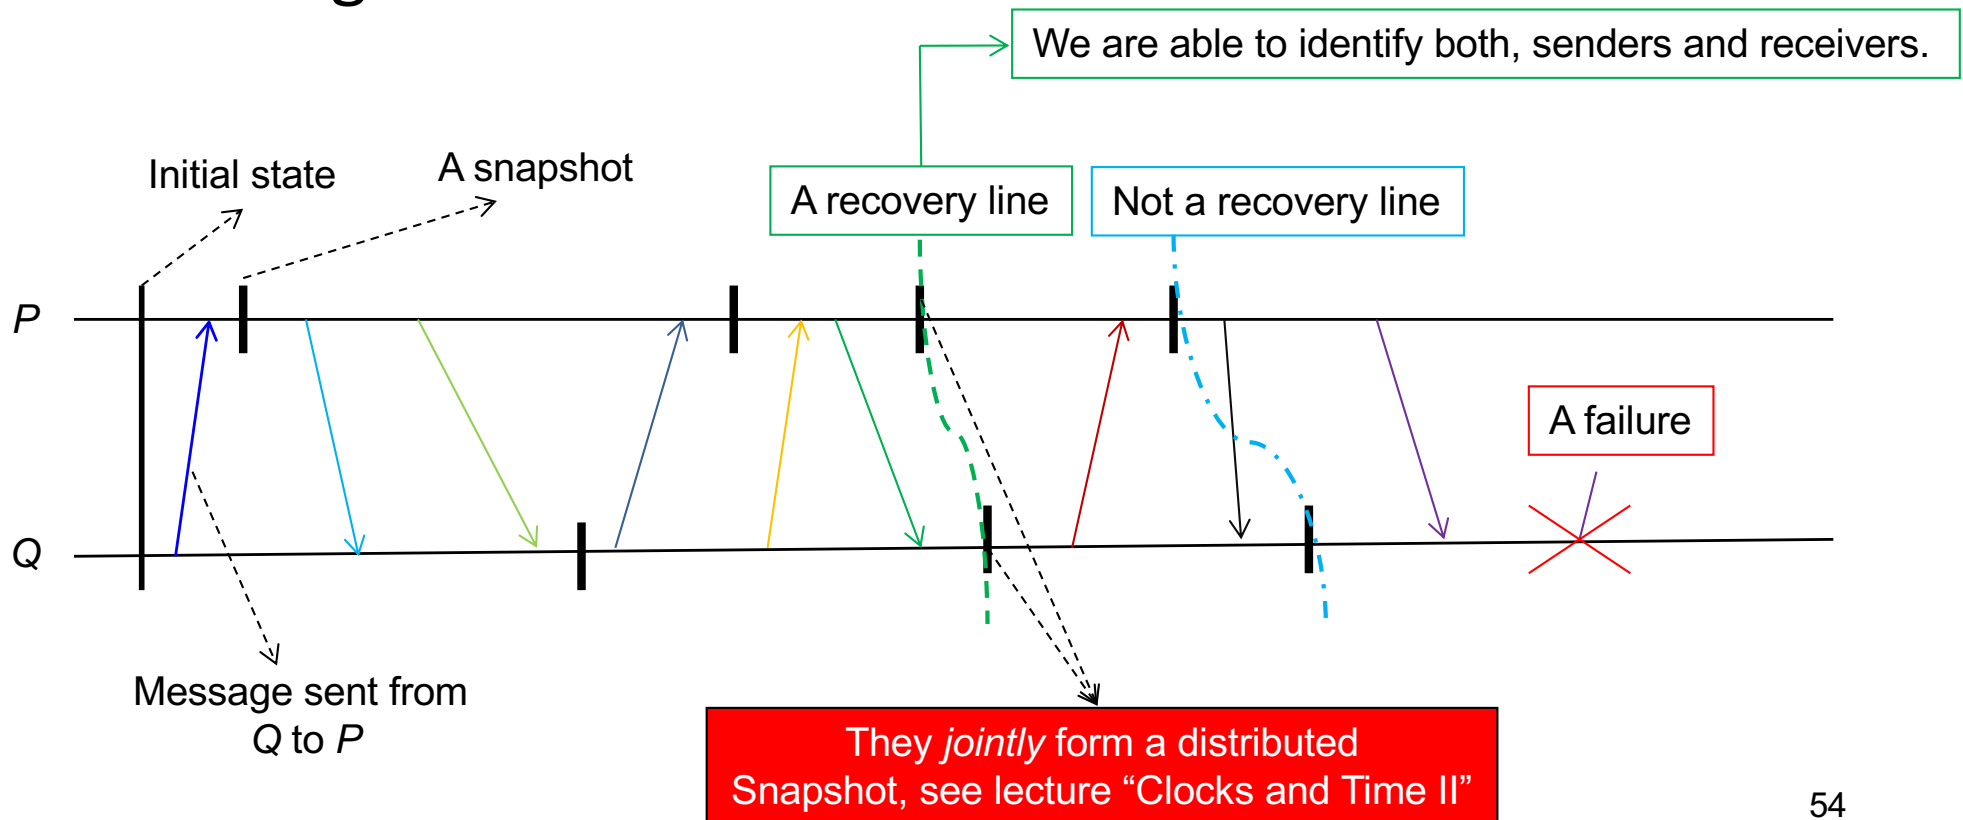 We are able to identify both, senders and receivers.
Initial state
A snapshot
A recovery line
Not a recovery line
P
A failure
Q
Message sent from
Q to P
They jointly form a distributed
Snapshot, see lecture “Clocks and Time II”
54